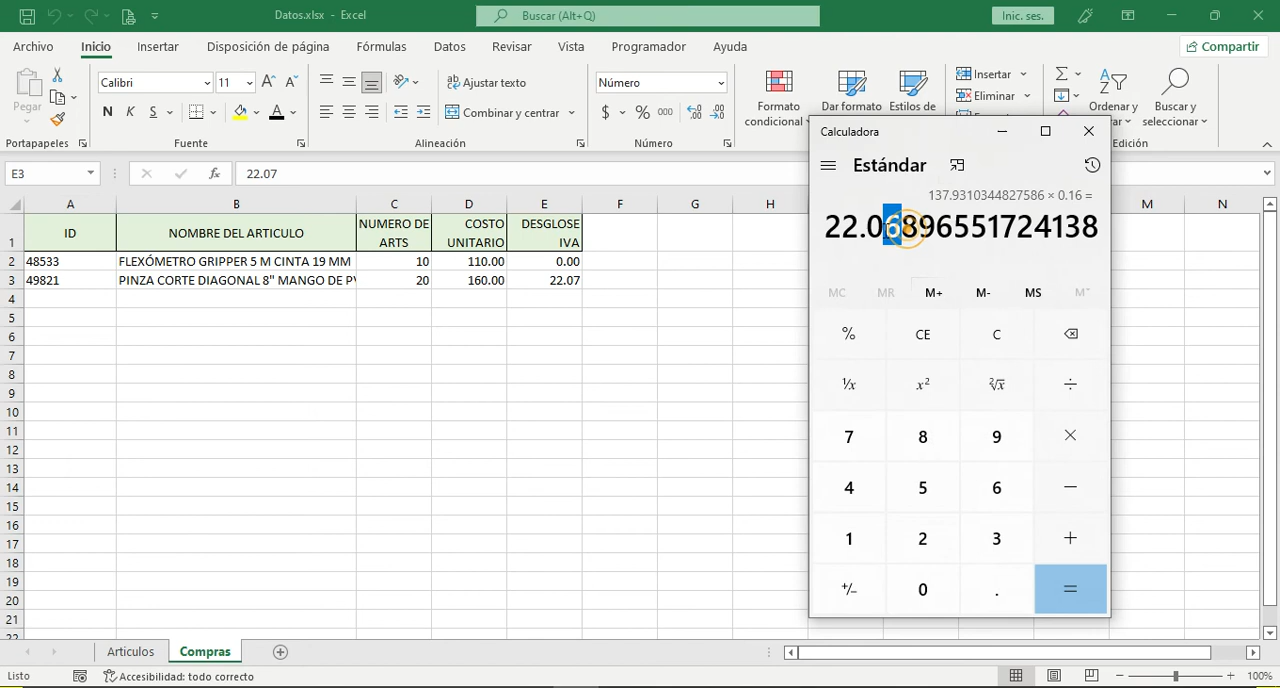 Datos.xlsx - Excel
Buscar (Alt+Q)
Inic. ses.
Archivo Inicio Insertar Disposición de página Fórmulas Datos Revisar Vista Programador Ayuda
Compartir
Pegar
Calibri 11
Ajustar texto
Número
Insertar
N K S
Combinar y centrar
$ % 000
Formato condicional
Dar formato
Estilos de
Eliminar
Ordenar y
Buscar y seleccionar
Portapapeles Fuente Alineación Número Edición
E3 fx 22.07
A B C D E F G H M N
1 ID NOMBRE DEL ARTICULO NUMERO DE ARTS COSTO UNITARIO DESGLOSE IVA
2 48533 FLEXÓMETRO GRIPPER 5 M CINTA 19 MM 10 110.00 0.00
3 49821 PINZA CORTE DIAGONAL 8" MANGO DE PV 20 160.00 22.07
4
5
6
7
8
9
10
11
12
13
14
15
16
17
18
19
20
21
22
Calculadora
Estándar
137.9310344827586 × 0.16 =
22.06896551724138
MC MR M+ M- MS M˅
% CE C
¹/x x² ²√x ÷
7 8 9 ×
4 5 6 −
1 2 3 +
+/− 0 . =
Articulos Compras
Listo Accesibilidad: todo correcto
100%